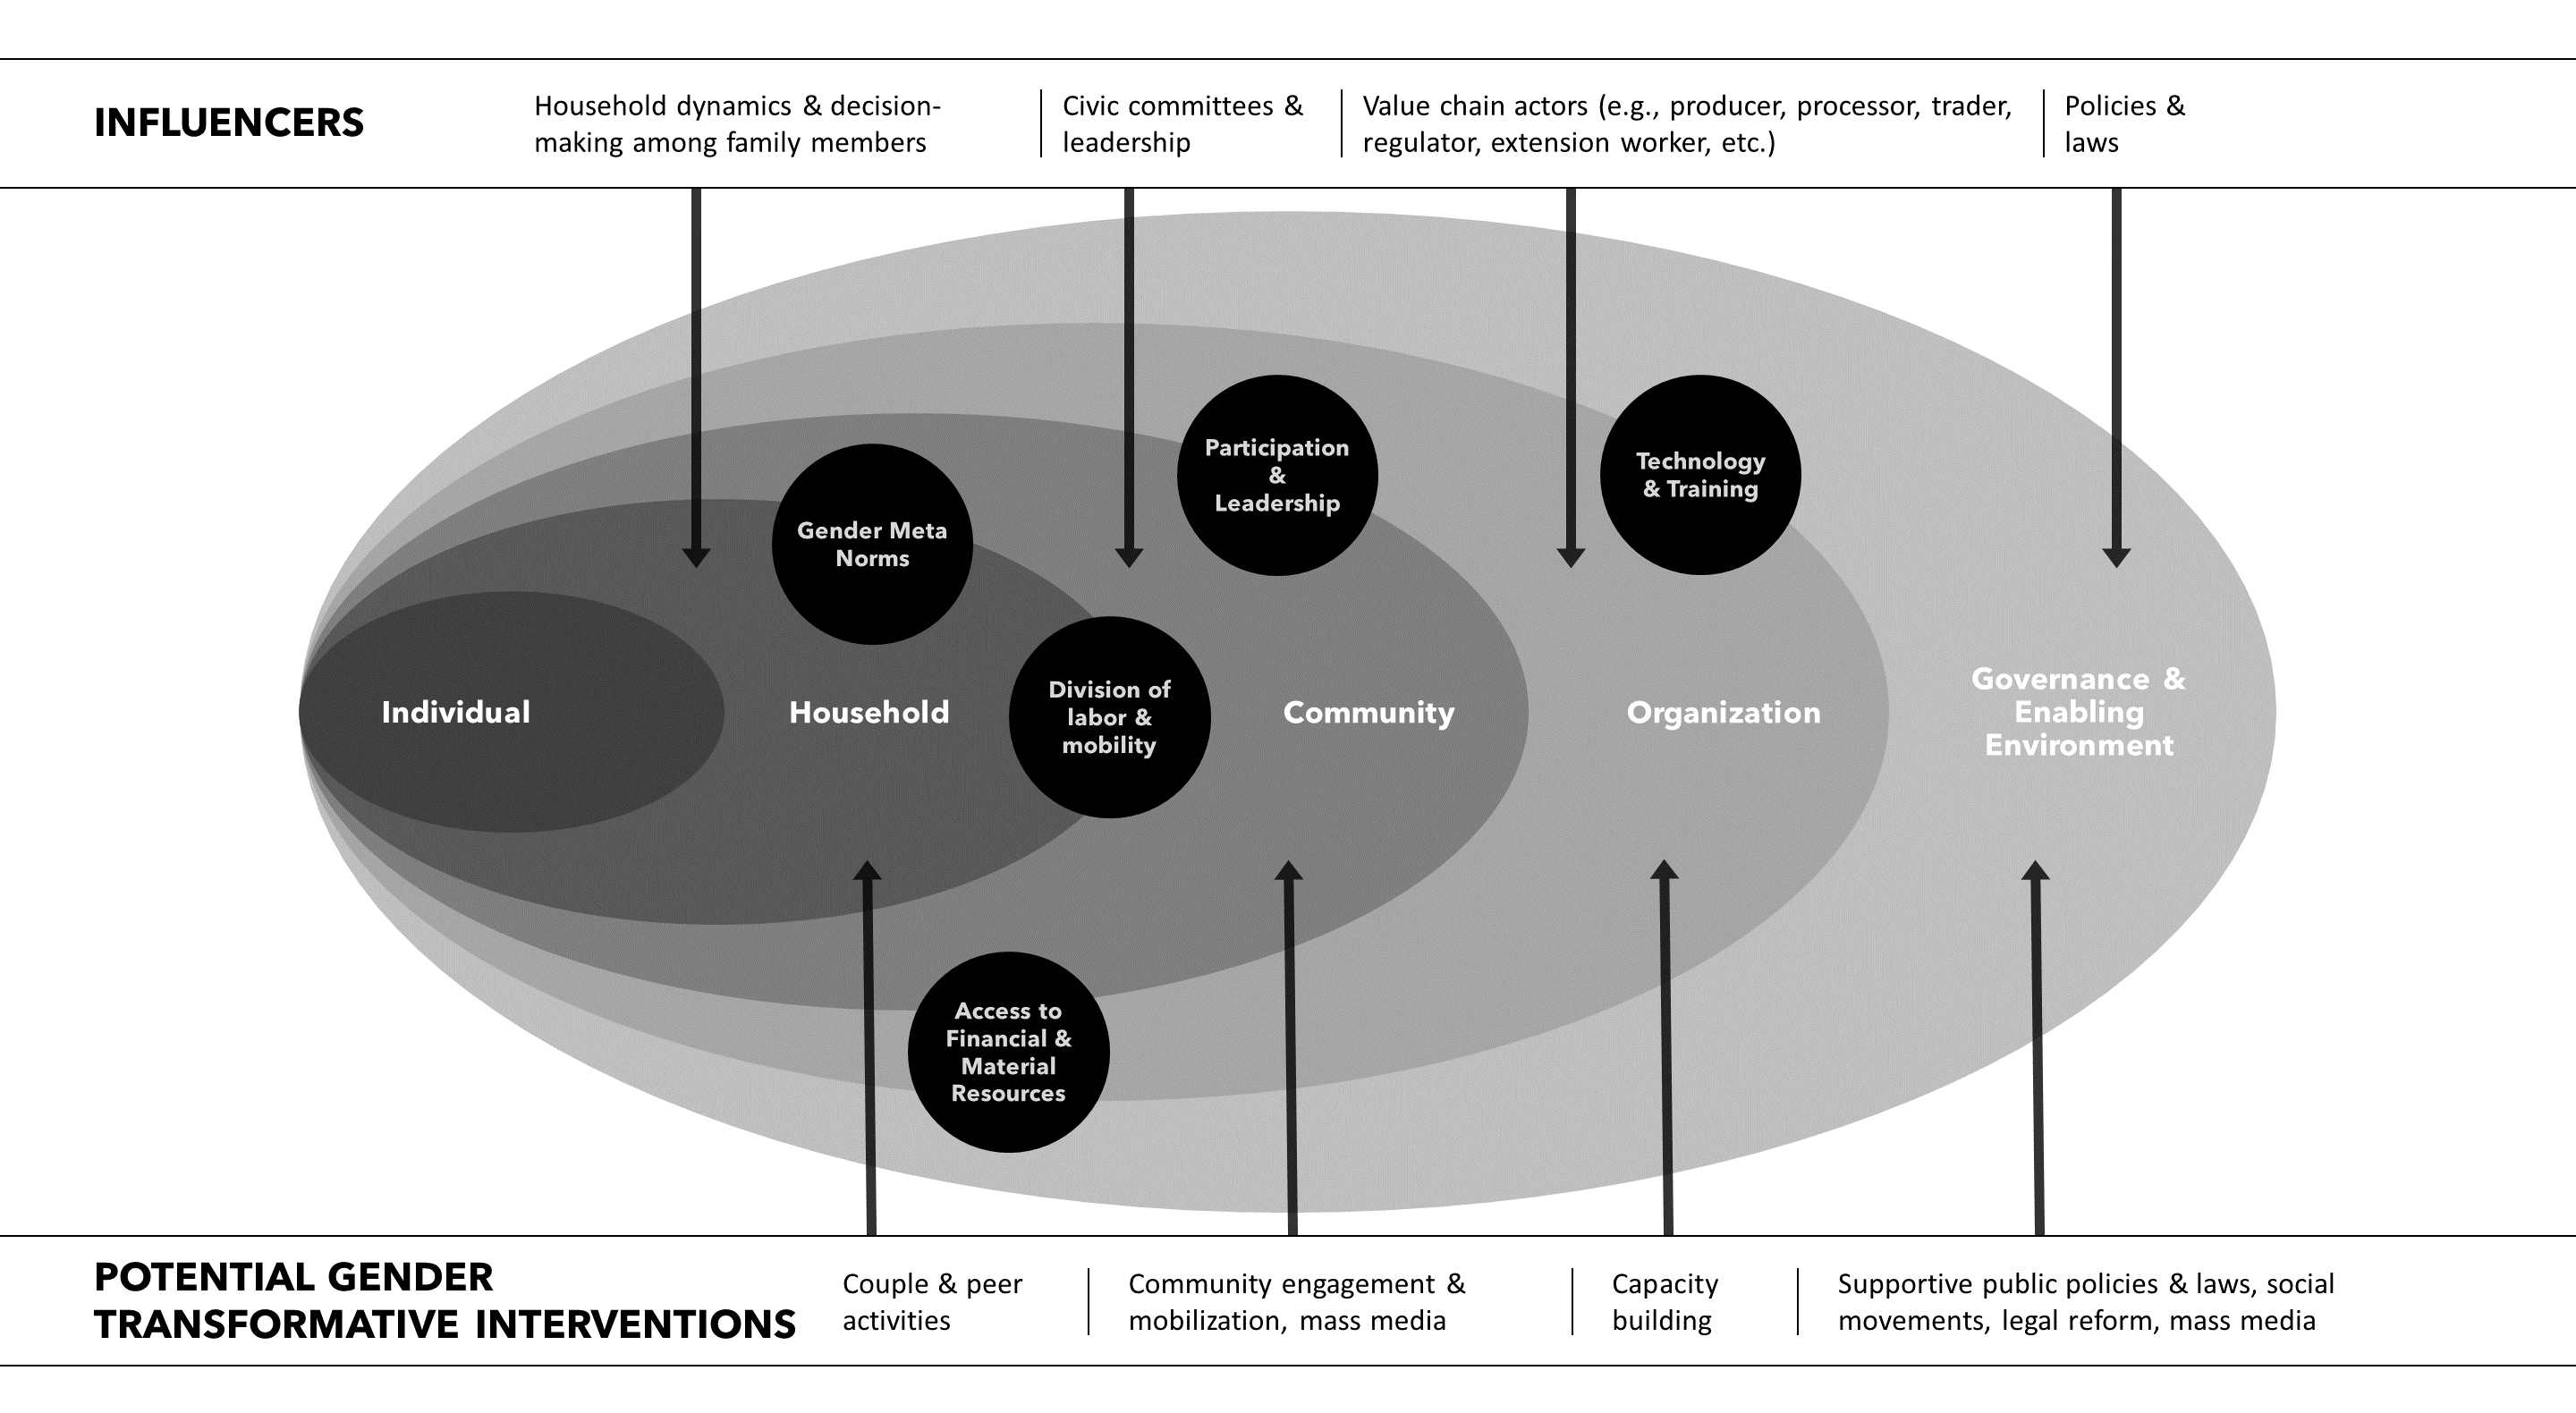 INFLUENCERS
Household dynamics & decision-
making among family members
Civic committees &
leadership
Value chain actors (e.g., producer, processor, trader,
regulator, extension worker, etc.)
Policies &
laws
Participation
&
Leadership
Technology
& Training
Gender Meta
Norms
Individual
Household
Division of
labor &
mobility
Community
Organization
Governance &
Enabling
Environment
Access to
Financial &
Material
Resources
POTENTIAL GENDER
TRANSFORMATIVE INTERVENTIONS
Couple & peer
activities
Community engagement &
mobilization, mass media
Capacity
building
Supportive public policies & laws, social
movements, legal reform, mass media